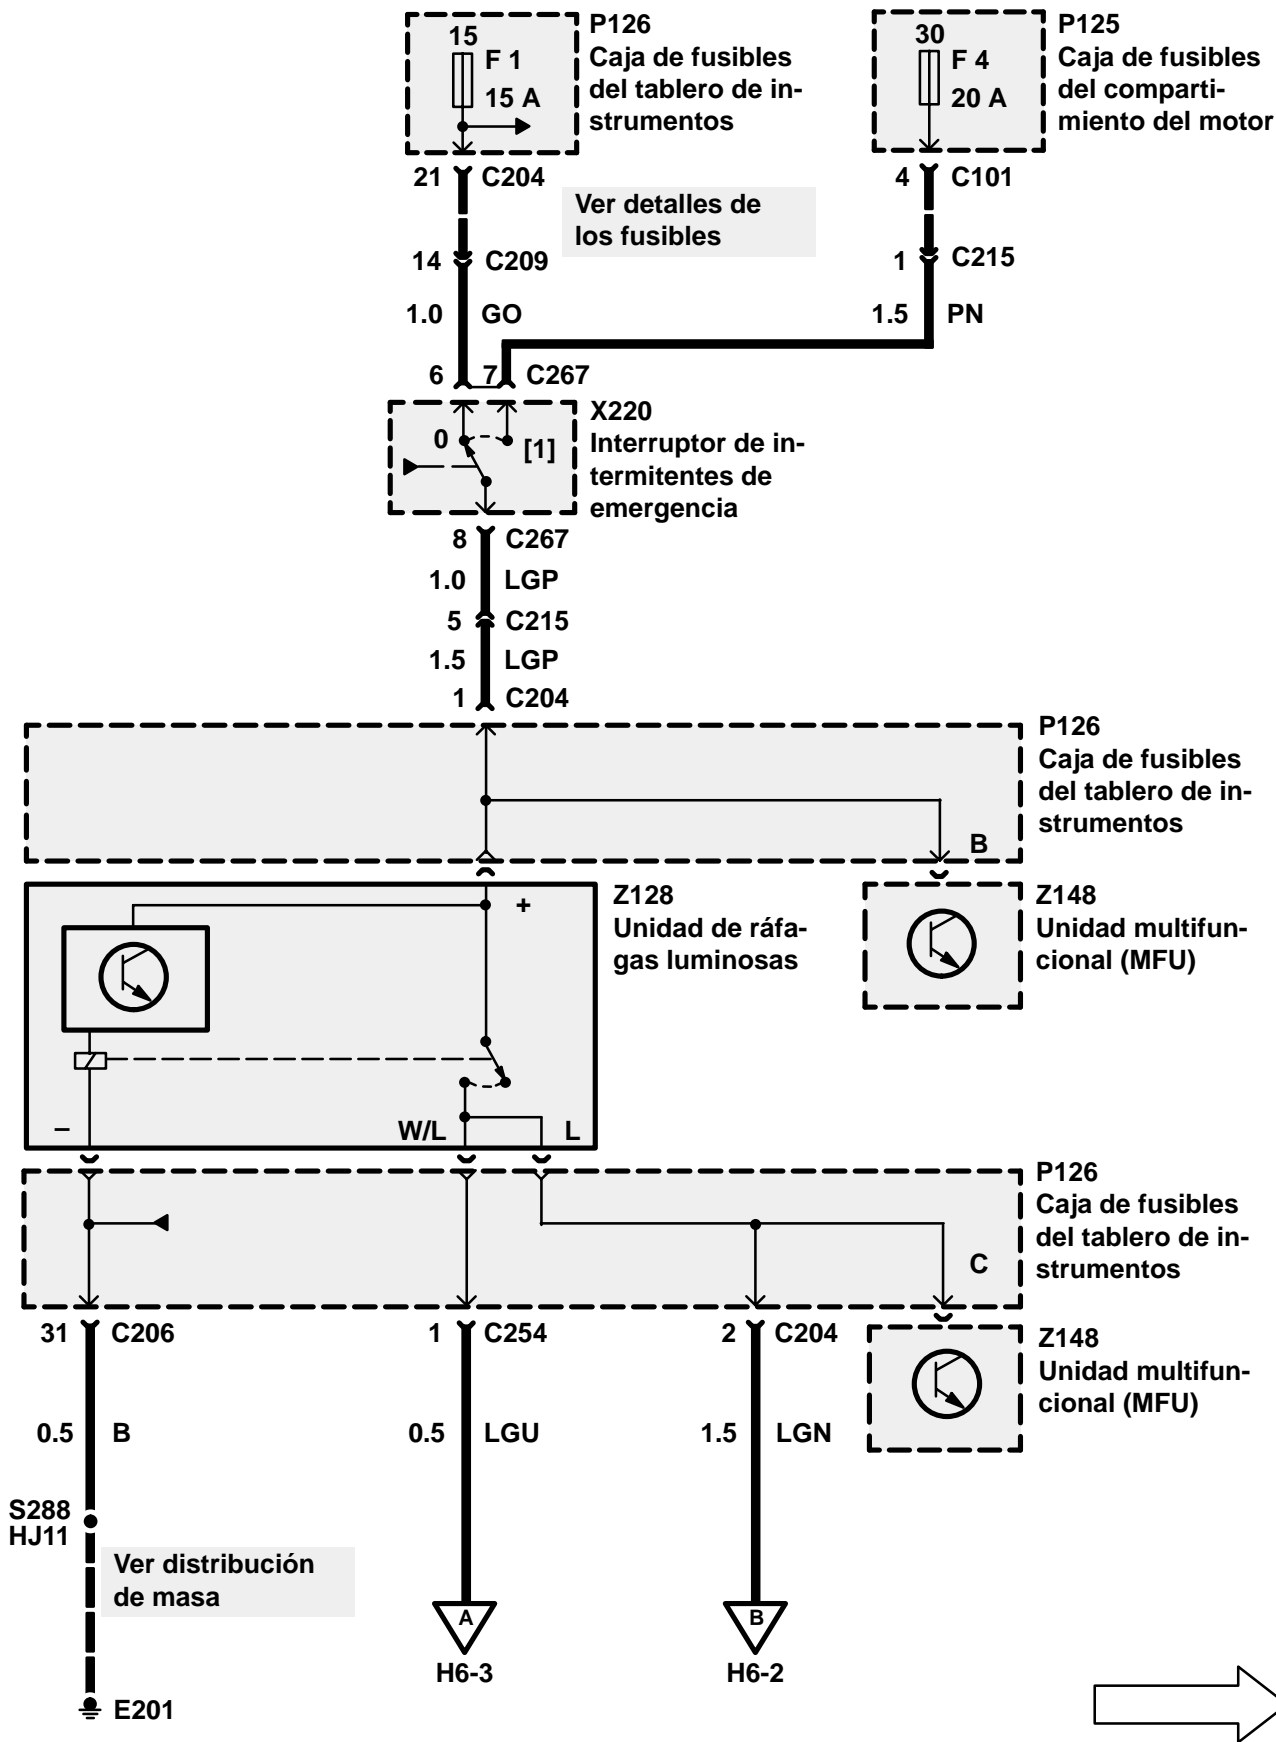 15
F 1
15 A
P126
Caja de fusibles
del tablero de in-
strumentos
30
F 4
20 A
P125
Caja de fusibles
del comparti-
miento del motor
21 C204
4 C101
Ver detalles de
los fusibles
14 C209
1 C215
1.0 GO
1.5 PN
6 7 C267
0 [1]
X220
Interruptor de in-
termitentes de
emergencia
8 C267
1.0 LGP
5 C215
1.5 LGP
1 C204
P126
Caja de fusibles
del tablero de in-
strumentos
B
+
Z128
Unidad de ráfa-
gas luminosas
Z148
Unidad multifun-
cional (MFU)
– W/L L
P126
Caja de fusibles
del tablero de in-
strumentos
C
31 C206
1 C254
2 C204
Z148
Unidad multifun-
cional (MFU)
0.5 B
0.5 LGU
1.5 LGN
S288
HJ11
Ver distribución
de masa
A
B
H6-3
H6-2
E201